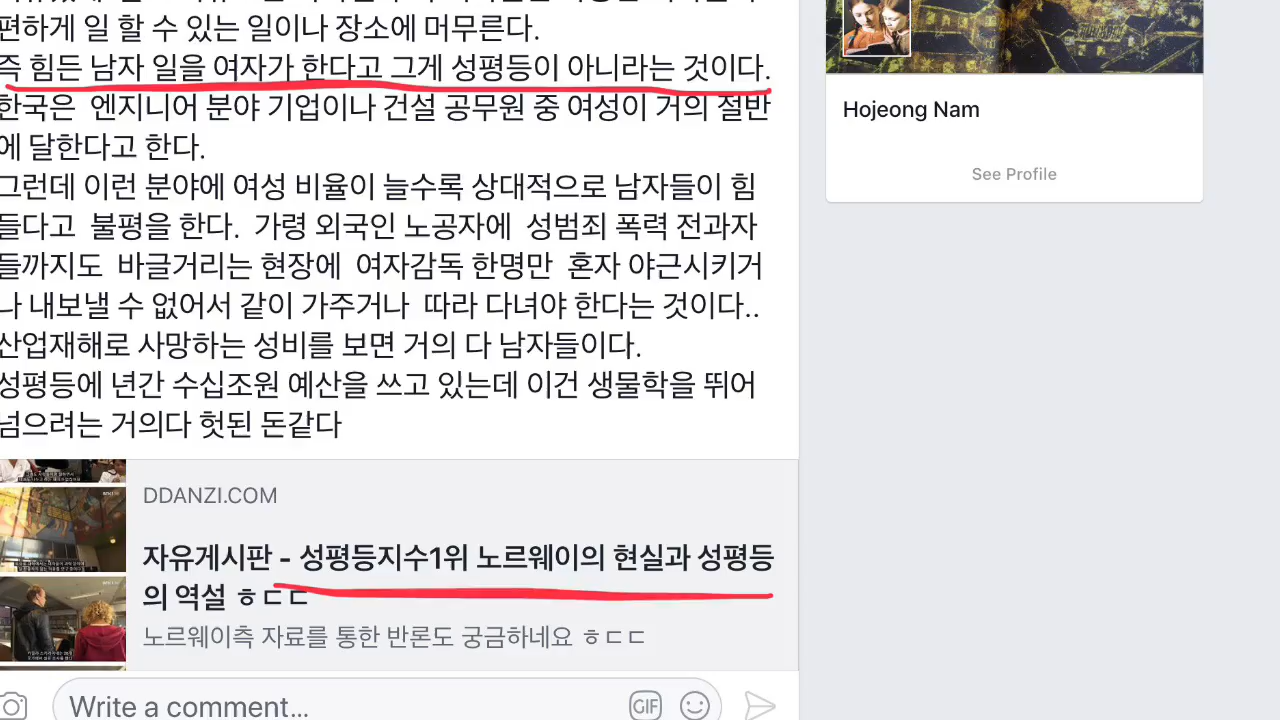 편하게 일 할 수 있는 일이나 장소에 머무른다.
즉 힘든 남자 일을 여자가 한다고 그게 성평등이 아니라는 것이다.
한국은 엔지니어 분야 기업이나 건설 공무원 중 여성이 거의 절반
에 달한다고 한다.
그런데 이런 분야에 여성 비율이 늘수록 상대적으로 남자들이 힘
들다고 불평을 한다. 가령 외국인 노공자에 성범죄 폭력 전과자
들까지도 바글거리는 현장에 여자감독 한명만 혼자 야근시키거
나 내보낼 수 없어서 같이 가주거나 따라 다녀야 한다는 것이다..
산업재해로 사망하는 성비를 보면 거의 다 남자들이다.
성평등에 년간 수십조원 예산을 쓰고 있는데 이건 생물학을 뛰어
넘으려는 거의다 헛된 돈같다
DDANZI.COM
자유게시판 - 성평등지수1위 노르웨이의 현실과 성평등
의 역설 ㅎㄷㄷ
노르웨이측 자료를 통한 반론도 궁금하네요 ㅎㄷㄷ
Write a comment...
GIF
Hojeong Nam
See Profile